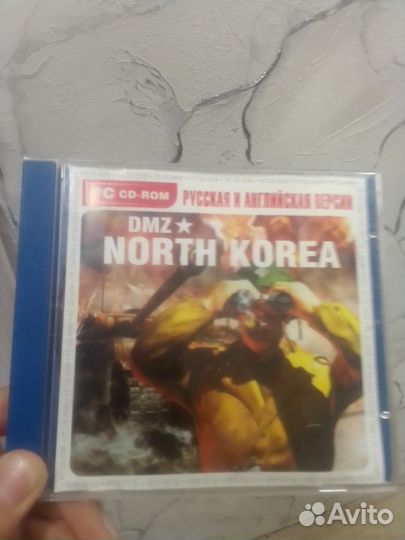 PC CD-ROM РУССКАЯ И АНГЛИЙСКАЯ ВЕРСИИ
DMZ★
NORTH KOREA
Avito